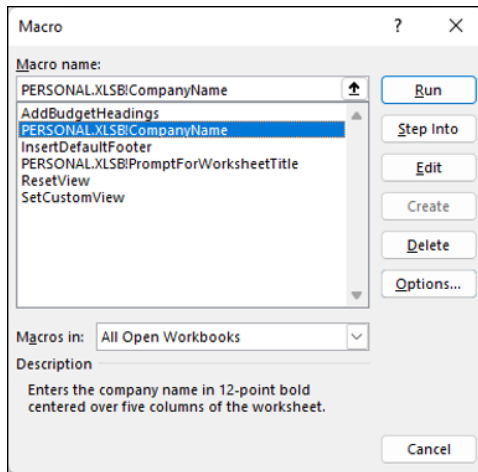 Macro
?
Macro name:
PERSONAL.XLSB!CompanyName
AddBudgetHeadings
PERSONAL.XLSB!CompanyName
InsertDefaultFooter
PERSONAL.XLSB!PromptForWorksheetTitle
ResetView
SetCustomView
Run
Step Into
Edit
Create
Delete
Options...
Macros in: All Open Workbooks
Description
Enters the company name in 12-point bold
centered over five columns of the worksheet.
Cancel